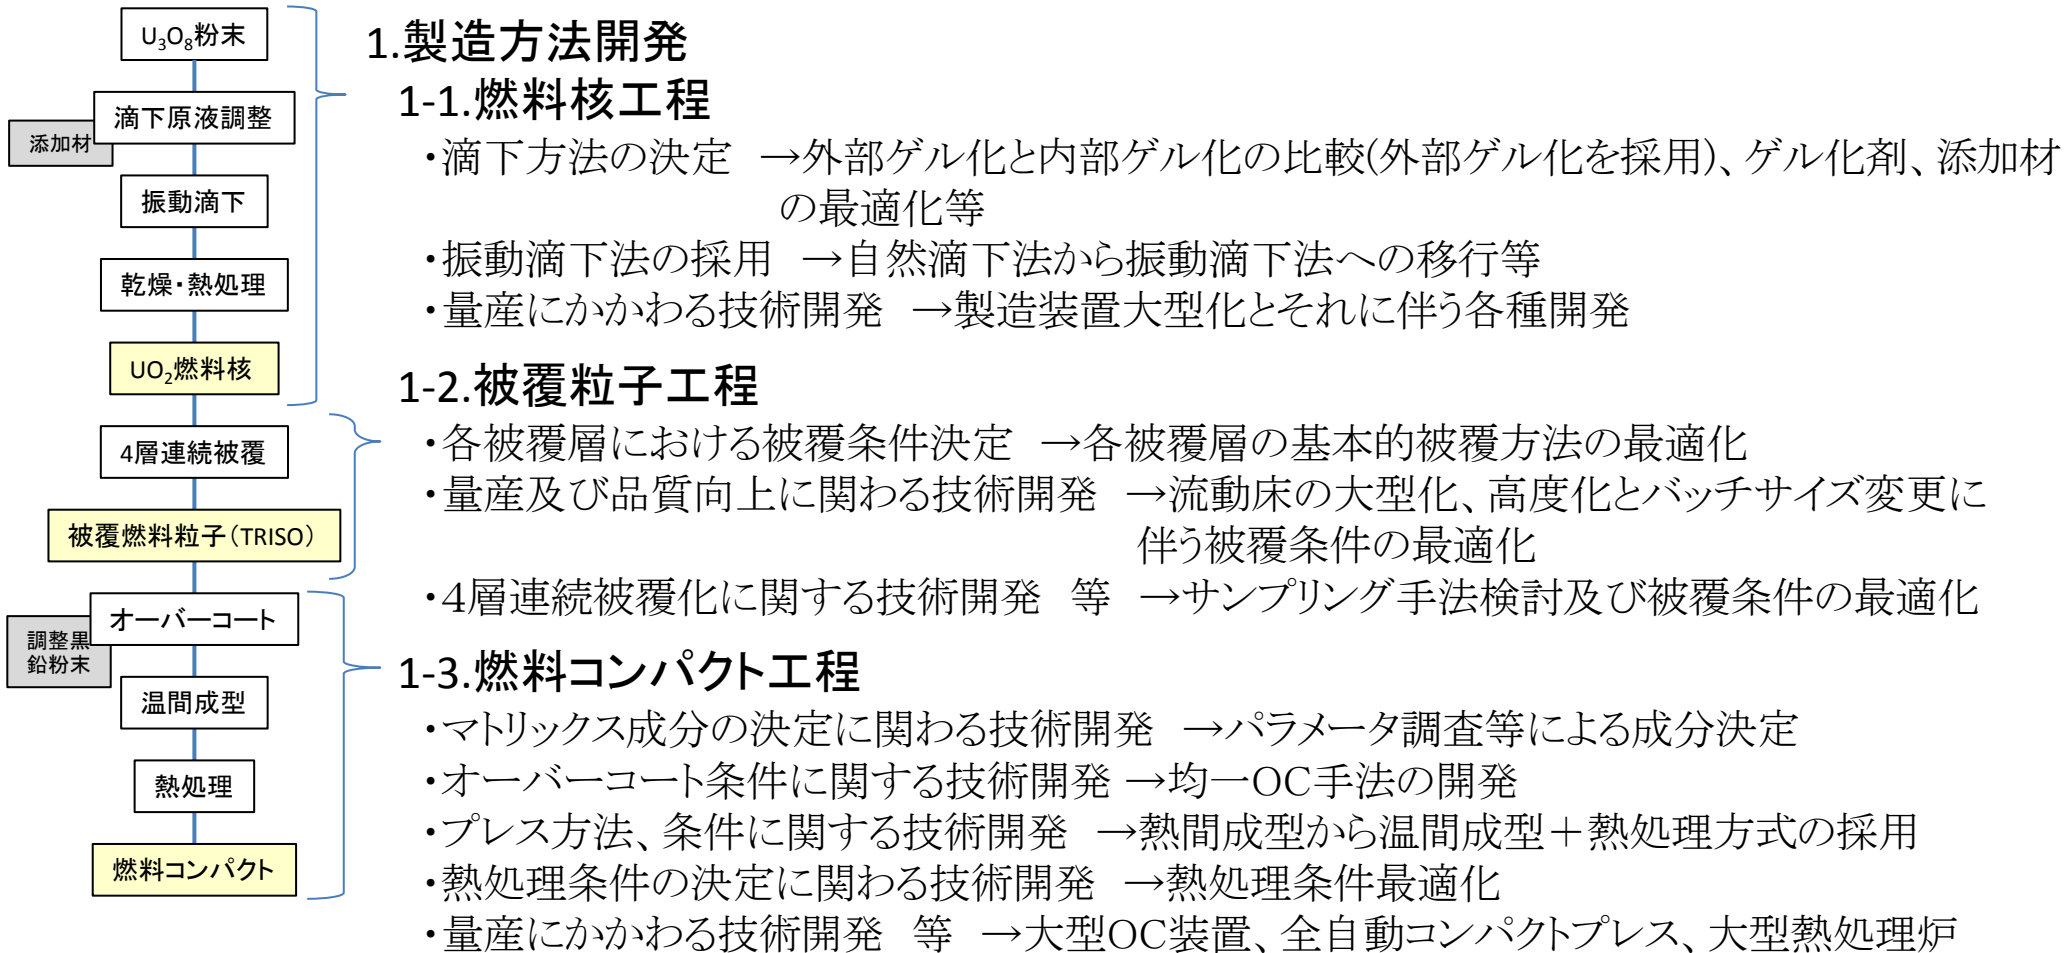 U₃O₈粉末
滴下原液調整
添加材
振動滴下
乾燥・熱処理
UO₂燃料核
4層連続被覆
被覆燃料粒子(TRISO)
オーバーコート
調整黒
鉛粉末
温間成型
熱処理
燃料コンパクト
1.製造方法開発
1-1.燃料核工程
・滴下方法の決定 →外部ゲル化と内部ゲル化の比較(外部ゲル化を採用)、ゲル化剤、添加材
の最適化等
・振動滴下法の採用 →自然滴下法から振動滴下法への移行等
・量産にかかわる技術開発 →製造装置大型化とそれに伴う各種開発
1-2.被覆粒子工程
・各被覆層における被覆条件決定 →各被覆層の基本的被覆方法の最適化
・量産及び品質向上に関わる技術開発 →流動床の大型化、高度化とバッチサイズ変更に
伴う被覆条件の最適化
・4層連続被覆化に関する技術開発 等 →サンプリング手法検討及び被覆条件の最適化
1-3.燃料コンパクト工程
・マトリックス成分の決定に関わる技術開発 →パラメータ調査等による成分決定
・オーバーコート条件に関する技術開発 →均一OC手法の開発
・プレス方法、条件に関する技術開発 →熱間成型から温間成型+熱処理方式の採用
・熱処理条件の決定に関わる技術開発 →熱処理条件最適化
・量産にかかわる技術開発 等 →大型OC装置、全自動コンパクトプレス、大型熱処理炉